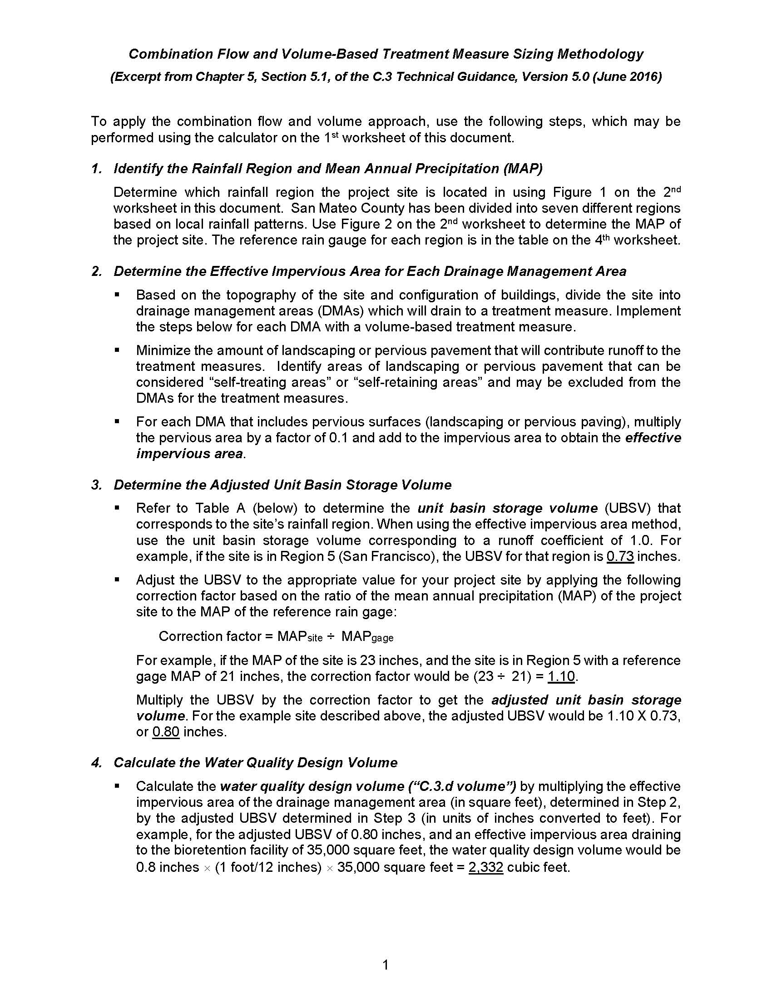 Combination Flow and Volume-Based Treatment Measure Sizing Methodology
(Excerpt from Chapter 5, Section 5.1, of the C.3 Technical Guidance, Version 5.0 (June 2016)
To apply the combination flow and volume approach, use the following steps, which may be
performed using the calculator on the 1st worksheet of this document.
1. Identify the Rainfall Region and Mean Annual Precipitation (MAP)
Determine which rainfall region the project site is located in using Figure 1 on the 2nd
worksheet in this document. San Mateo County has been divided into seven different regions
based on local rainfall patterns. Use Figure 2 on the 2nd worksheet to determine the MAP of
the project site. The reference rain gauge for each region is in the table on the 4th worksheet.
2. Determine the Effective Impervious Area for Each Drainage Management Area
▪ Based on the topography of the site and configuration of buildings, divide the site into
drainage management areas (DMAs) which will drain to a treatment measure. Implement
the steps below for each DMA with a volume-based treatment measure.
▪ Minimize the amount of landscaping or pervious pavement that will contribute runoff to the
treatment measures. Identify areas of landscaping or pervious pavement that can be
considered “self-treating areas” or “self-retaining areas” and may be excluded from the
DMAs for the treatment measures.
▪ For each DMA that includes pervious surfaces (landscaping or pervious paving), multiply
the pervious area by a factor of 0.1 and add to the impervious area to obtain the effective
impervious area.
3. Determine the Adjusted Unit Basin Storage Volume
▪ Refer to Table A (below) to determine the unit basin storage volume (UBSV) that
corresponds to the site’s rainfall region. When using the effective impervious area method,
use the unit basin storage volume corresponding to a runoff coefficient of 1.0. For
example, if the site is in Region 5 (San Francisco), the UBSV for that region is 0.73 inches.
▪ Adjust the UBSV to the appropriate value for your project site by applying the following
correction factor based on the ratio of the mean annual precipitation (MAP) of the project
site to the MAP of the reference rain gage:
Correction factor = MAPsite ÷ MAPgage
For example, if the MAP of the site is 23 inches, and the site is in Region 5 with a reference
gage MAP of 21 inches, the correction factor would be (23 ÷ 21) = 1.10.
Multiply the UBSV by the correction factor to get the adjusted unit basin storage
volume. For the example site described above, the adjusted UBSV would be 1.10 X 0.73,
or 0.80 inches.
4. Calculate the Water Quality Design Volume
▪ Calculate the water quality design volume (“C.3.d volume”) by multiplying the effective
impervious area of the drainage management area (in square feet), determined in Step 2,
by the adjusted UBSV determined in Step 3 (in units of inches converted to feet). For
example, for the adjusted UBSV of 0.80 inches, and an effective impervious area draining
to the bioretention facility of 35,000 square feet, the water quality design volume would be
0.8 inches × (1 foot/12 inches) × 35,000 square feet = 2,332 cubic feet.
1